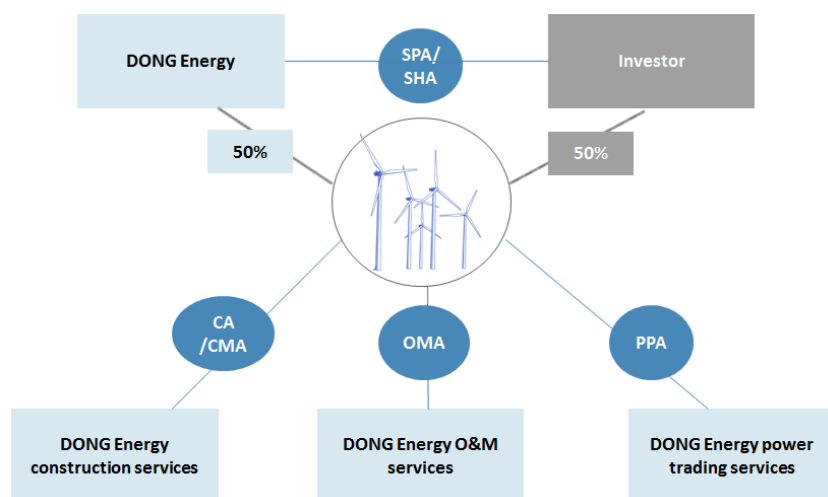 DONG Energy
SPA/
SHA
Investor
50%
50%
CA
/CMA
OMA
PPA
DONG Energy
construction services
DONG Energy O&M
services
DONG Energy power
trading services